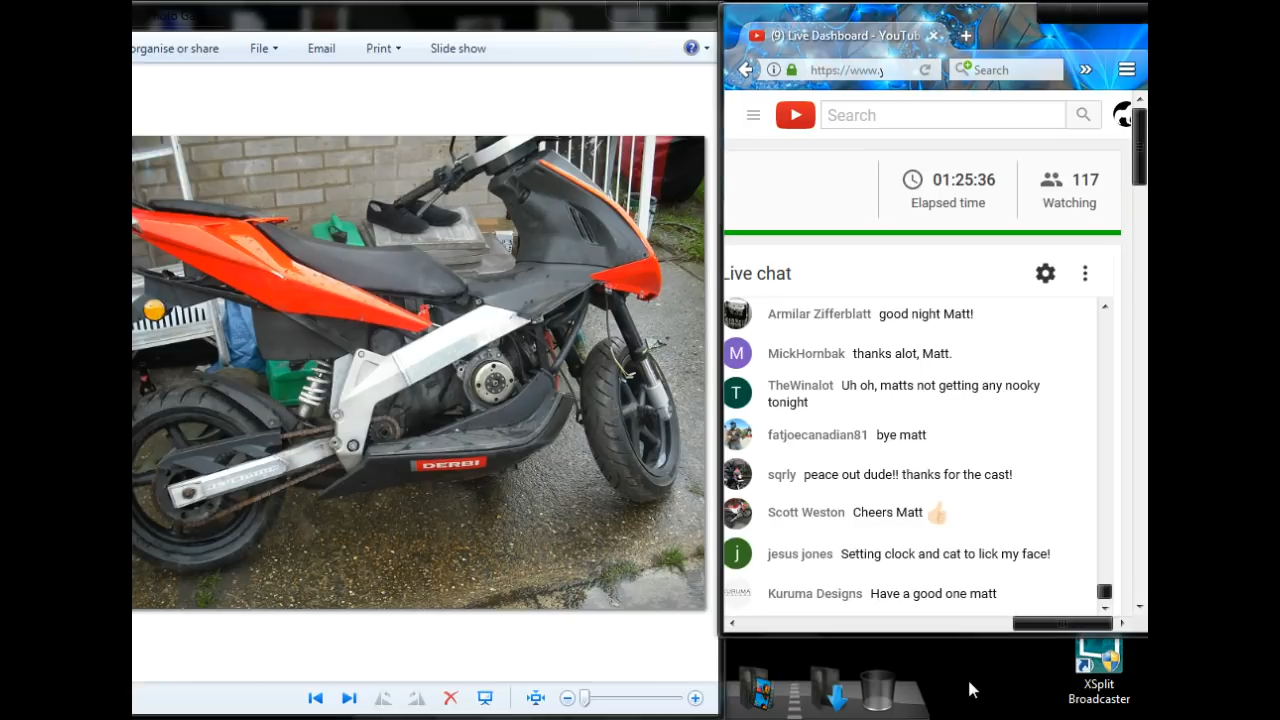 organise or share File Email Print Slide show
DERBI
(9) Live Dashboard - YouTub
https://www.y
Search
Search
01:25:36
Elapsed time
117
Watching
Live chat
Armilar Zifferblatt good night Matt!
M MickHornbak thanks alot, Matt.
T TheWinalot Uh oh, matts not getting any nooky
tonight
fatjoecanadian81 bye matt
sqrly peace out dude!! thanks for the cast!
Scott Weston Cheers Matt
j jesus jones Setting clock and cat to lick my face!
Kuruma Designs Have a good one matt
XSplit
Broadcaster